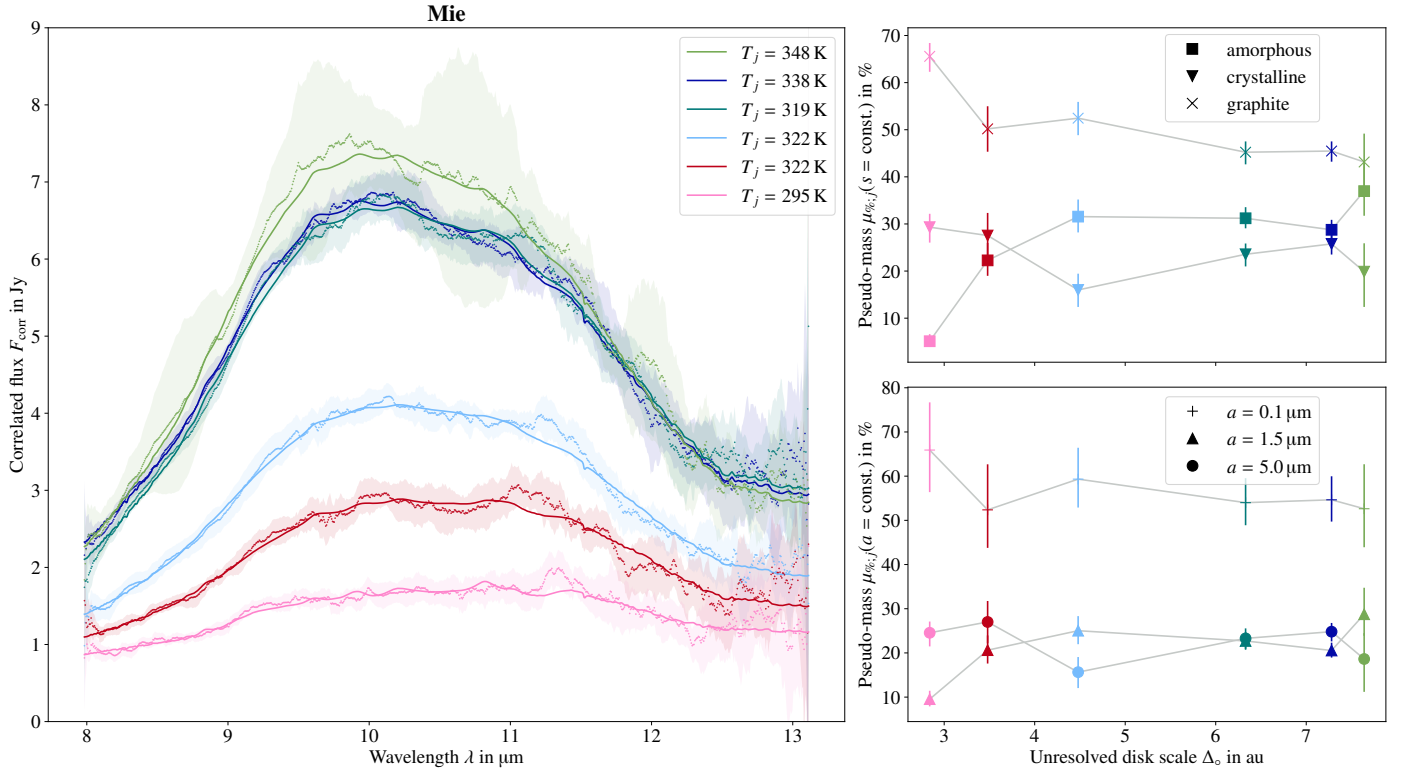 Mie
Correlated flux F_corr in Jy
9
8
7
6
5
4
3
2
1
0
T_j = 348 K
T_j = 338 K
T_j = 319 K
T_j = 322 K
T_j = 322 K
T_j = 295 K
8
9
10
11
12
13
Wavelength λ in μm
Pseudo-mass μ_%;j(s = const.) in %
70
60
50
40
30
20
10
amorphous
crystalline
graphite
Pseudo-mass μ_%;j(a = const.) in %
80
70
60
50
40
30
20
10
a = 0.1 μm
a = 1.5 μm
a = 5.0 μm
3
4
5
6
7
Unresolved disk scale Δ_o in au